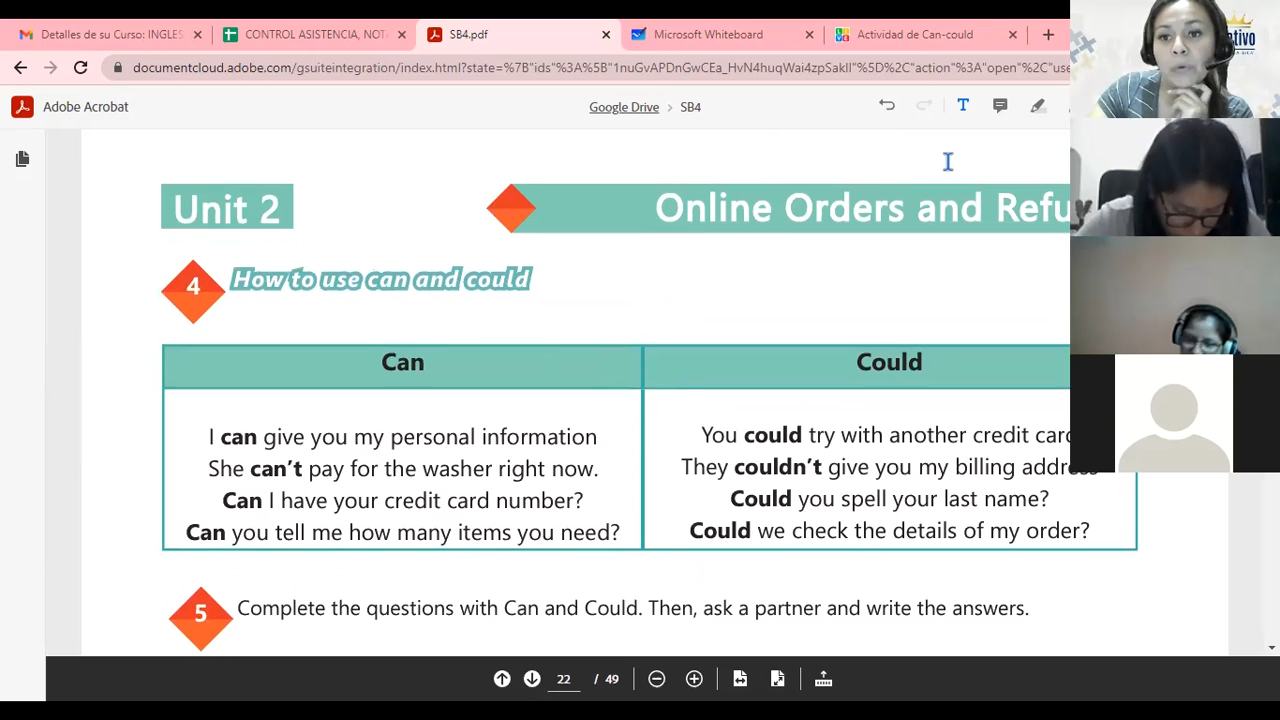 Detalles de su Curso: INGLES
CONTROL ASISTENCIA, NOT
SB4.pdf
Microsoft Whiteboard
Actividad de Can-could
documentcloud.adobe.com/gsuiteintegration/index.html?state=%7B"ids"%3A%5B"1nuGvAPDnGwCEa_HvN4huqWai4zpSakIl"%5D%2C"action"%3A"open"%2C"use
Adobe Acrobat
Google Drive > SB4
T
Unit 2
Online Orders and Refu
4
How to use can and could
Can
Could
I can give you my personal information
She can't pay for the washer right now.
Can I have your credit card number?
Can you tell me how many items you need?
You could try with another credit card
They couldn't give you my billing address
Could you spell your last name?
Could we check the details of my order?
5
Complete the questions with Can and Could. Then, ask a partner and write the answers.
22 / 49